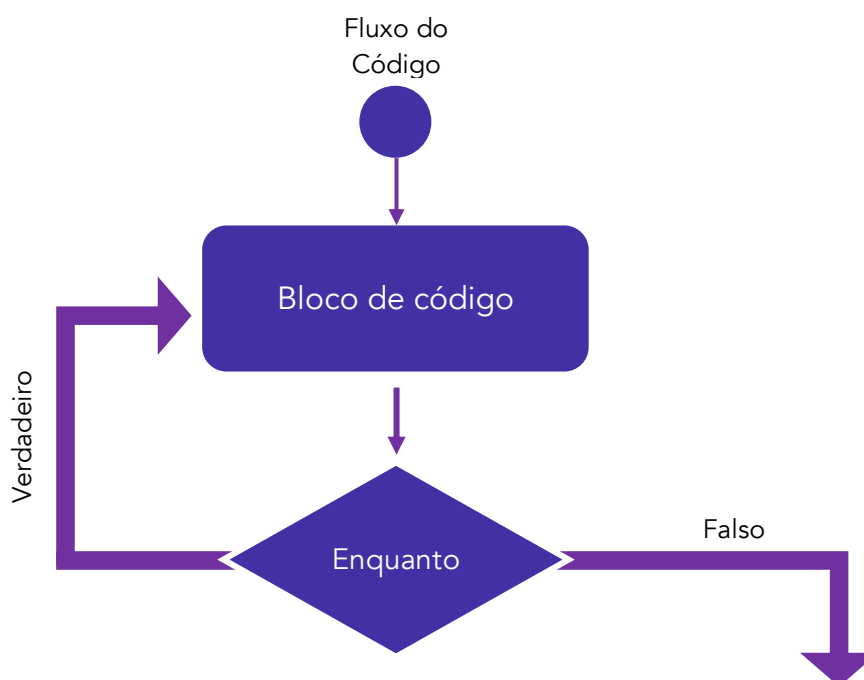 Fluxo do
Código
Bloco de código
Verdadeiro
Enquanto
Falso